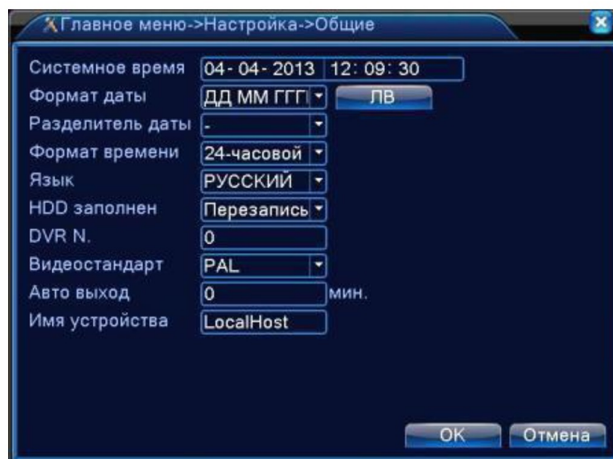 Главное меню->Настройка->Общие
Системное время 04-04-2013 12:09:30
Формат даты ДД ММ ГГГ ЛВ
Разделитель даты -
Формат времени 24-часовой
Язык РУССКИЙ
HDD заполнен Перезапись
DVR N. 0
Видеостандарт PAL
Авто выход 0 мин.
Имя устройства LocalHost
OK Отмена